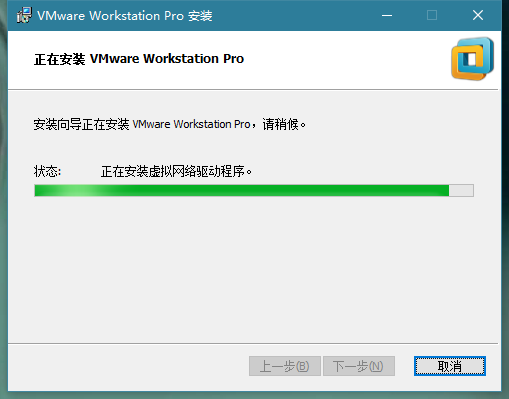 VMware Workstation Pro 安装
正在安装 VMware Workstation Pro
安装向导正在安装 VMware Workstation Pro，请稍候。
状态: 正在安装虚拟网络驱动程序。
上一步(B) 下一步(N) 取消